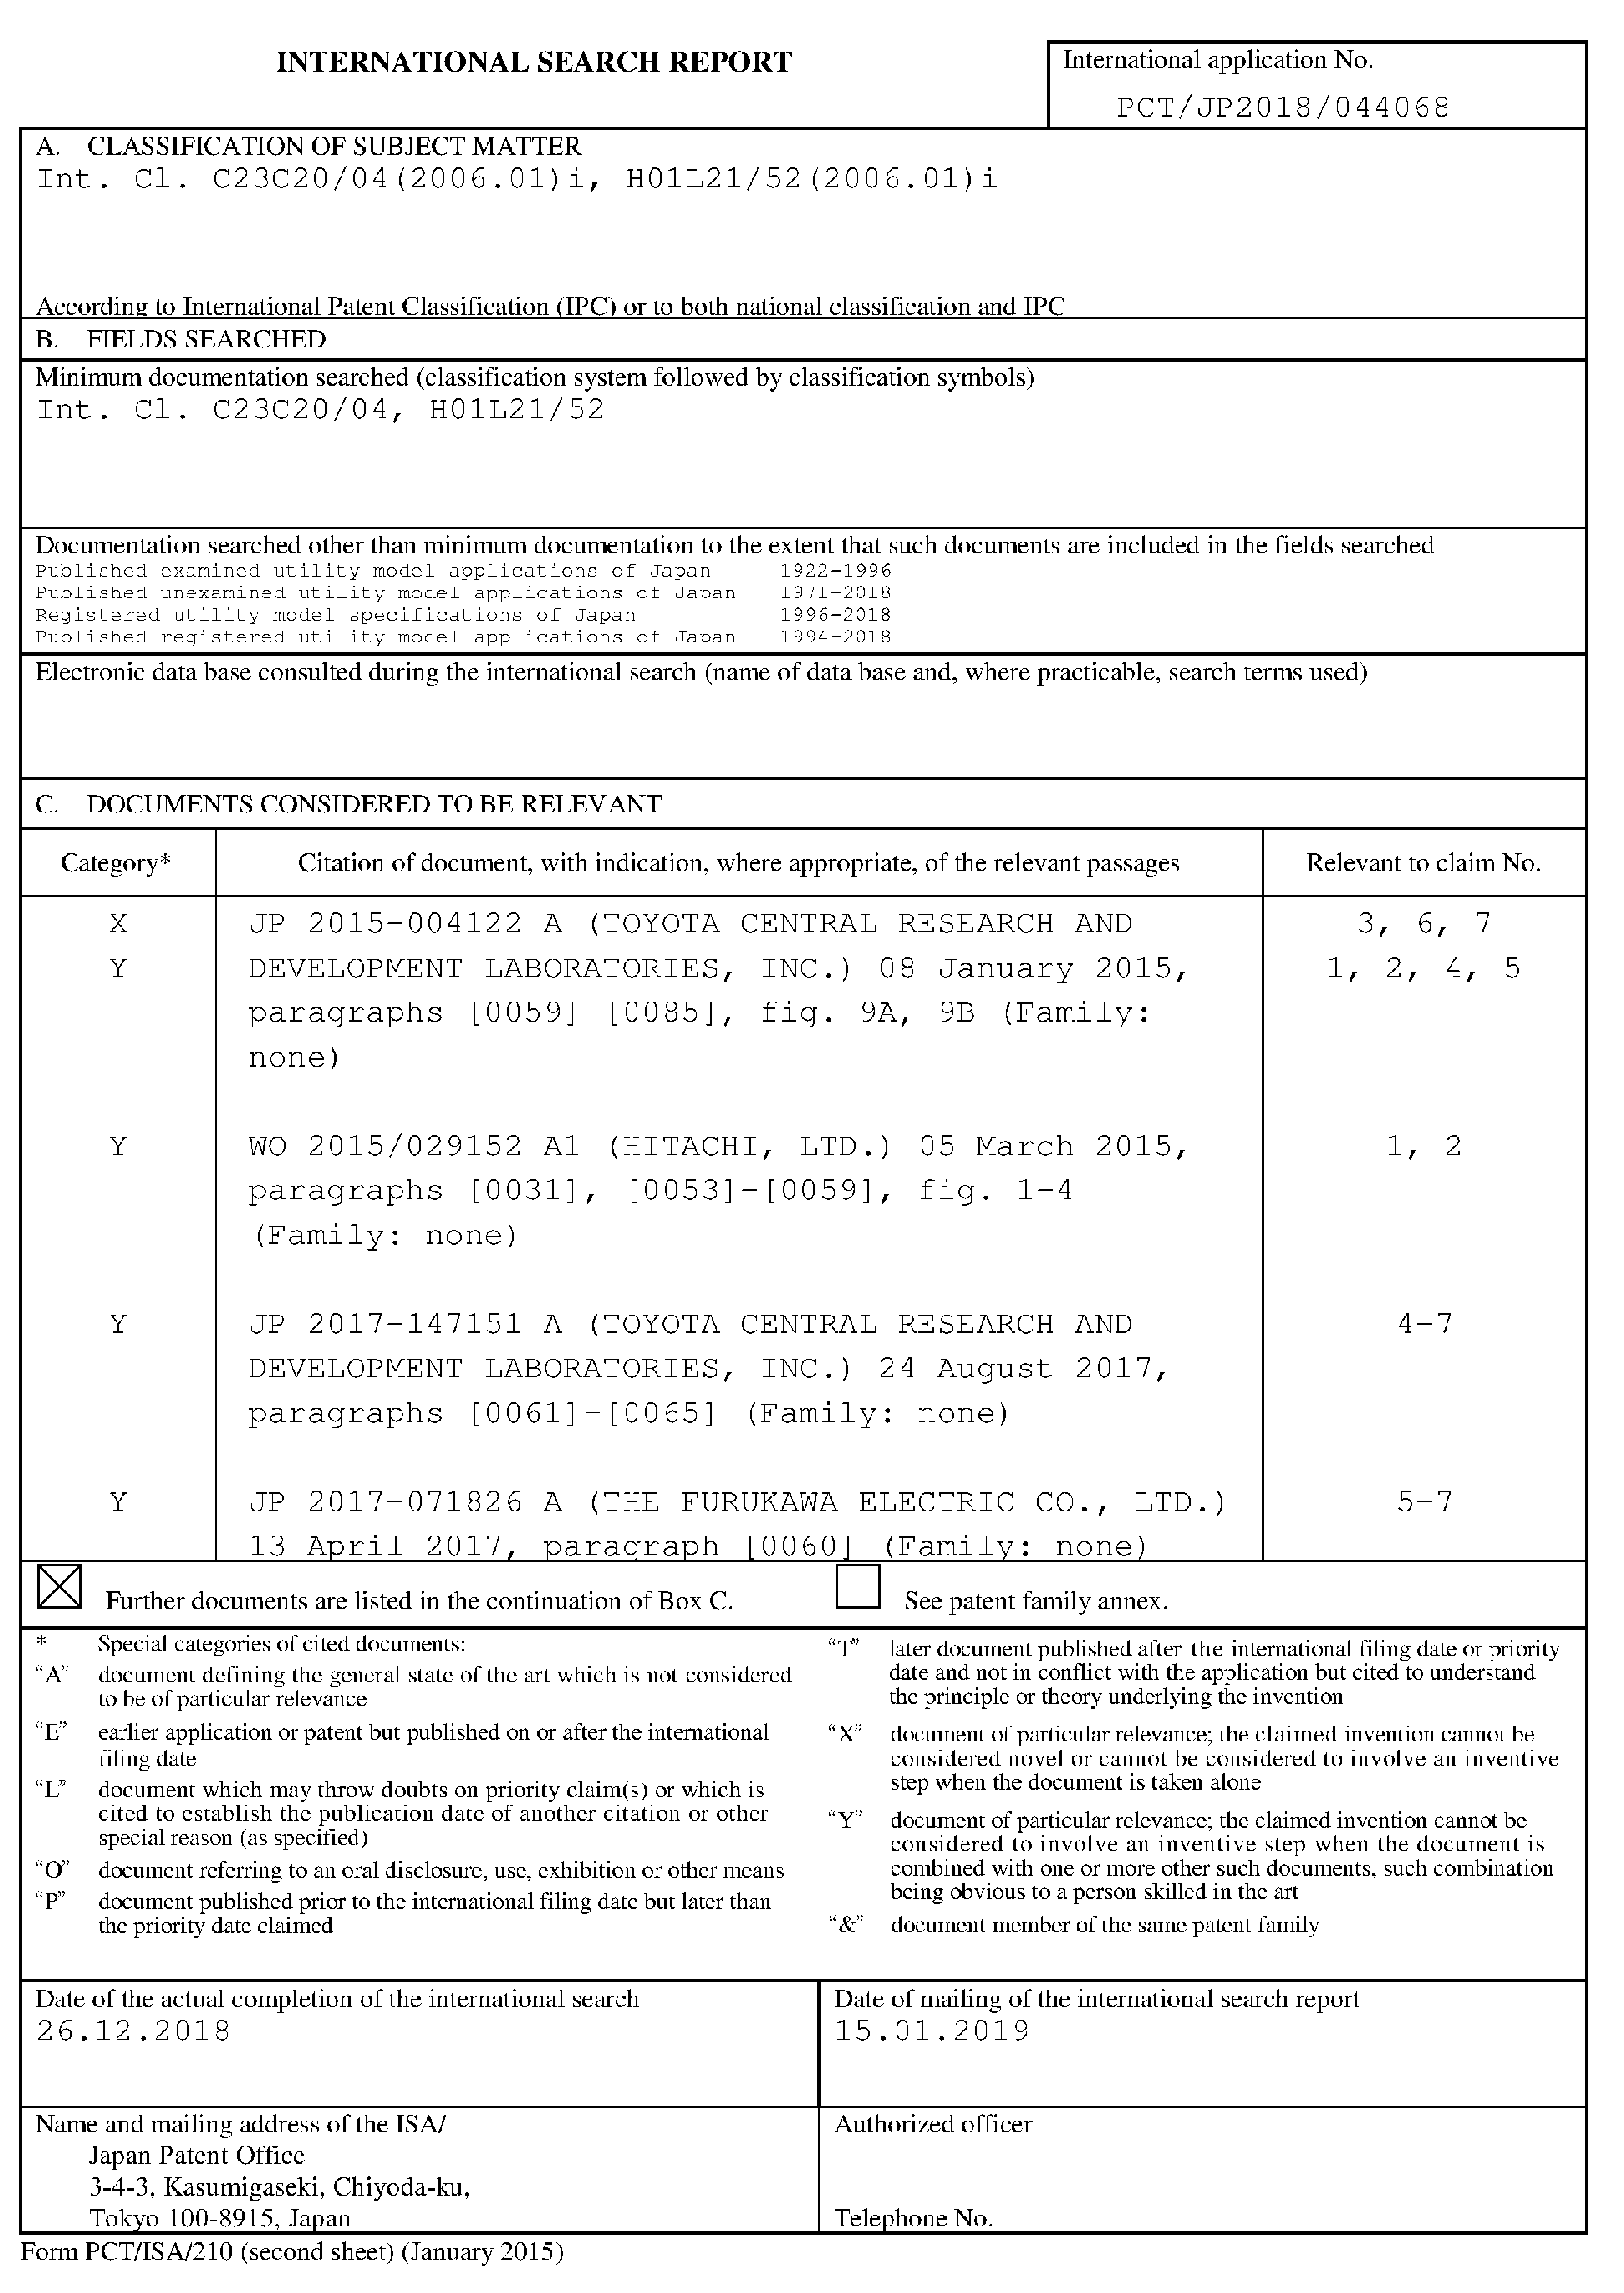 INTERNATIONAL SEARCH REPORT
International application No.
PCT/JP2018/044068
A. CLASSIFICATION OF SUBJECT MATTER
Int. Cl. C23C20/04(2006.01)i, H01L21/52(2006.01)i
According to International Patent Classification (IPC) or to both national classification and IPC
B. FIELDS SEARCHED
Minimum documentation searched (classification system followed by classification symbols)
Int. Cl. C23C20/04, H01L21/52
Documentation searched other than minimum documentation to the extent that such documents are included in the fields searched
Published examined utility model applications of Japan 1922-1996
Published unexamined utility model applications of Japan 1971-2018
Registered utility model specifications of Japan 1996-2018
Published registered utility model applications of Japan 1994-2018
Electronic data base consulted during the international search (name of data base and, where practicable, search terms used)
C. DOCUMENTS CONSIDERED TO BE RELEVANT
Category* Citation of document, with indication, where appropriate, of the relevant passages Relevant to claim No.
X JP 2015-004122 A (TOYOTA CENTRAL RESEARCH AND 3, 6, 7
Y DEVELOPMENT LABORATORIES, INC.) 08 January 2015, 1, 2, 4, 5
paragraphs [0059]-[0085], fig. 9A, 9B (Family:
none)
Y WO 2015/029152 A1 (HITACHI, LTD.) 05 March 2015, 1, 2
paragraphs [0031], [0053]-[0059], fig. 1-4
(Family: none)
Y JP 2017-147151 A (TOYOTA CENTRAL RESEARCH AND 4-7
DEVELOPMENT LABORATORIES, INC.) 24 August 2017,
paragraphs [0061]-[0065] (Family: none)
Y JP 2017-071826 A (THE FURUKAWA ELECTRIC CO., LTD.) 5-7
13 April 2017, paragraph [0060] (Family: none)
Further documents are listed in the continuation of Box C.
See patent family annex.
* Special categories of cited documents:
"A" document defining the general state of the art which is not considered
to be of particular relevance
"E" earlier application or patent but published on or after the international
filing date
"L" document which may throw doubts on priority claim(s) or which is
cited to establish the publication date of another citation or other
special reason (as specified)
"O" document referring to an oral disclosure, use, exhibition or other means
"P" document published prior to the international filing date but later than
the priority date claimed
"T" later document published after the international filing date or priority
date and not in conflict with the application but cited to understand
the principle or theory underlying the invention
"X" document of particular relevance; the claimed invention cannot be
considered novel or cannot be considered to involve an inventive
step when the document is taken alone
"Y" document of particular relevance; the claimed invention cannot be
considered to involve an inventive step when the document is
combined with one or more other such documents, such combination
being obvious to a person skilled in the art
"&" document member of the same patent family
Date of the actual completion of the international search
26.12.2018
Date of mailing of the international search report
15.01.2019
Name and mailing address of the ISA/
Japan Patent Office
3-4-3, Kasumigaseki, Chiyoda-ku,
Tokyo 100-8915, Japan
Authorized officer
Telephone No.
Form PCT/ISA/210 (second sheet) (January 2015)